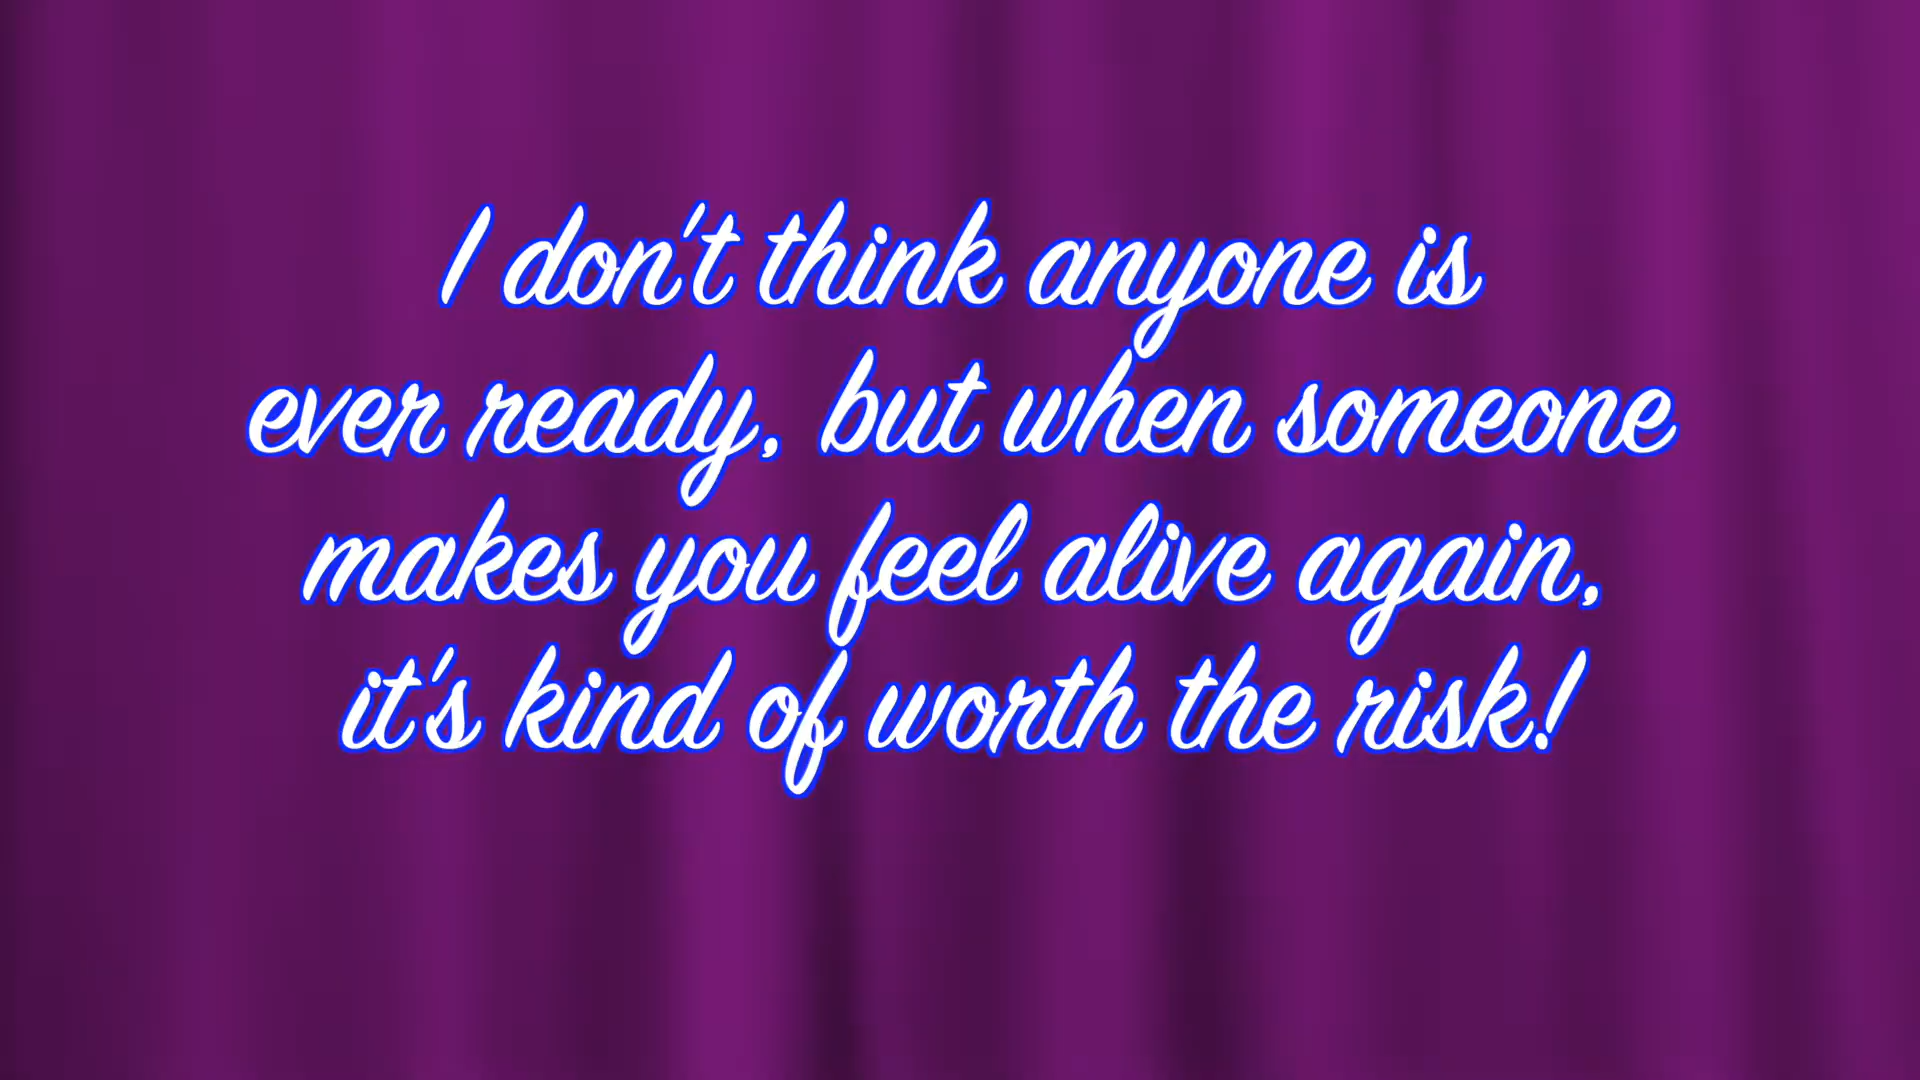 I don't think anyone is
ever ready, but when someone
makes you feel alive again,
it's kind of worth the risk!